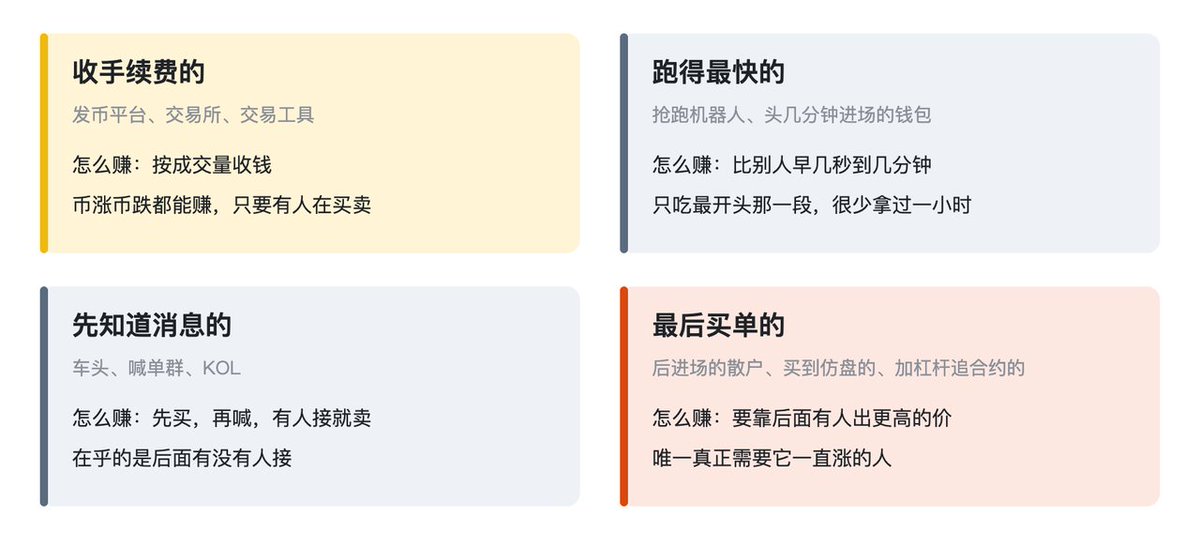 收手续费的
发币平台、交易所、交易工具
怎么赚：按成交量收钱
币涨币跌都能赚，只要有人在买卖
跑得最快的
抢跑机器人、头几分钟进场的钱包
怎么赚：比别人早几秒到几分钟
只吃最开头那一段，很少拿过一小时
先知道消息的
车头、喊单群、KOL
怎么赚：先买，再喊，有人接就卖
在乎的是后面有没有人接
最后买单的
后进场的散户、买到仿盘的、加杠杆追合约的
怎么赚：要靠后面有人出更高的价
唯一真正需要它一直涨的人